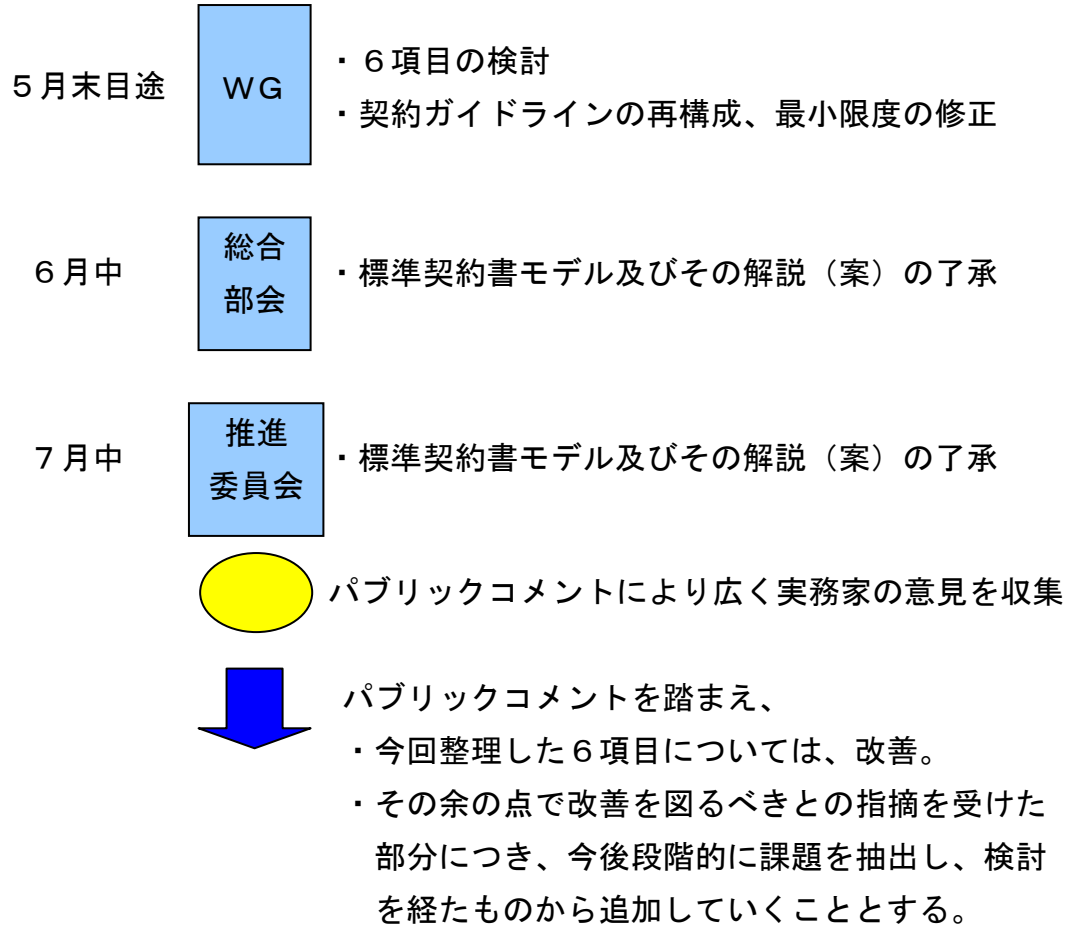 ・６項目の検討
５月末目途
ＷＧ
・契約ガイドラインの再構成、最小限度の修正
総合
６月中
・標準契約書モデル及びその解説（案）の了承
部会
推進
７月中
・標準契約書モデル及びその解説（案）の了承
委員会
パブリックコメントにより広く実務家の意見を収集
パブリックコメントを踏まえ、
・今回整理した６項目については、改善。
・その余の点で改善を図るべきとの指摘を受けた
部分につき、今後段階的に課題を抽出し、検討
を経たものから追加していくこととする。